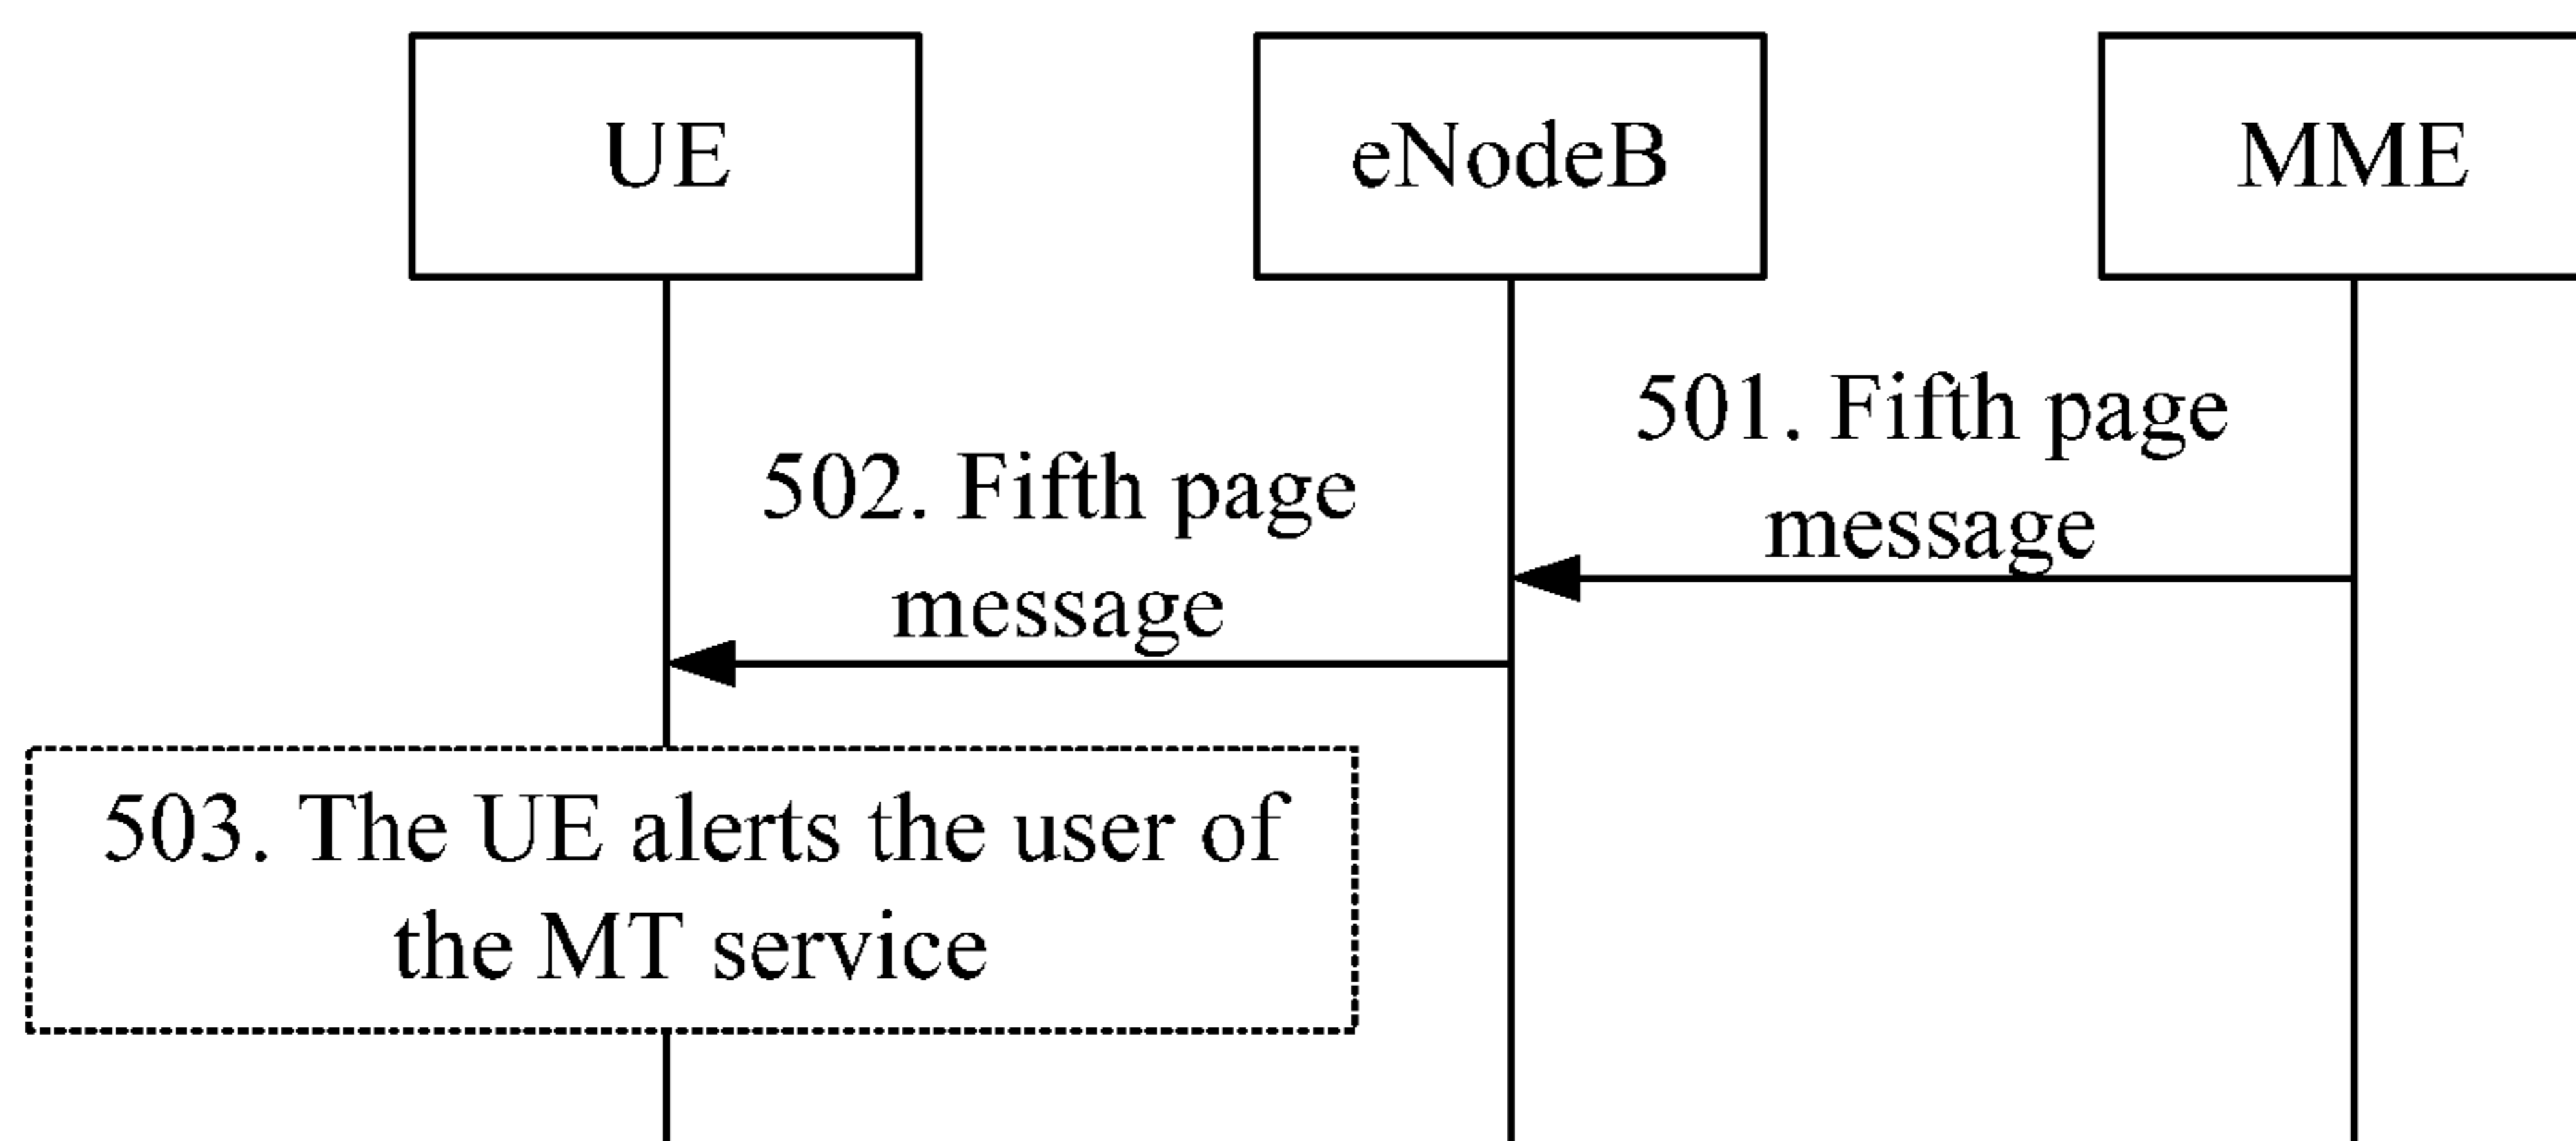 UE
eNodeB
MME
501. Fifth page
message
502. Fifth page
message
503. The UE alerts the user of
the MT service